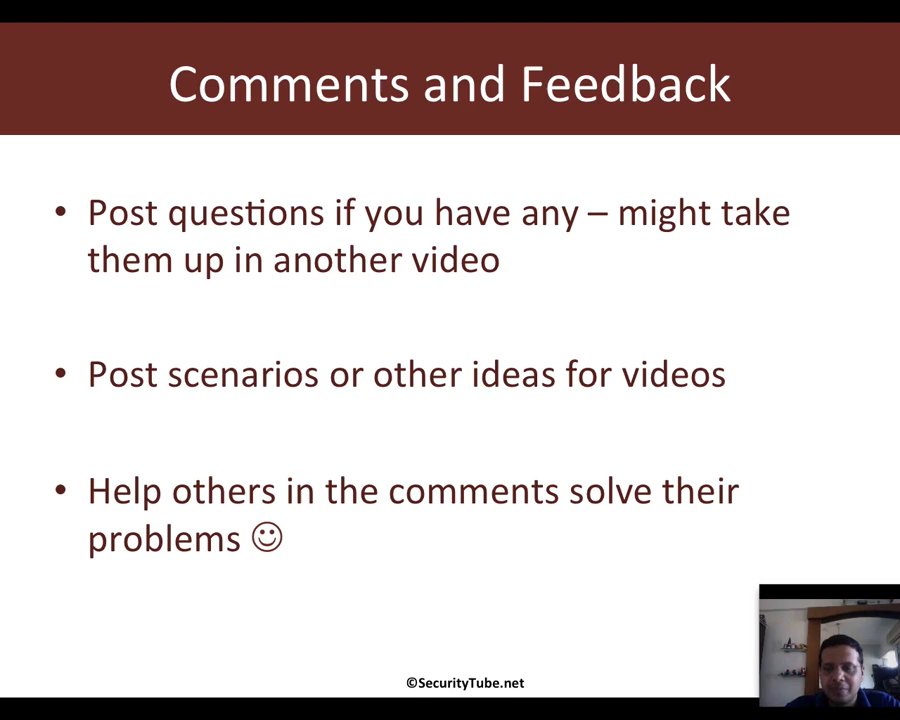 Comments and Feedback
• Post questions if you have any – might take
them up in another video
• Post scenarios or other ideas for videos
• Help others in the comments solve their
problems ☺
©SecurityTube.net